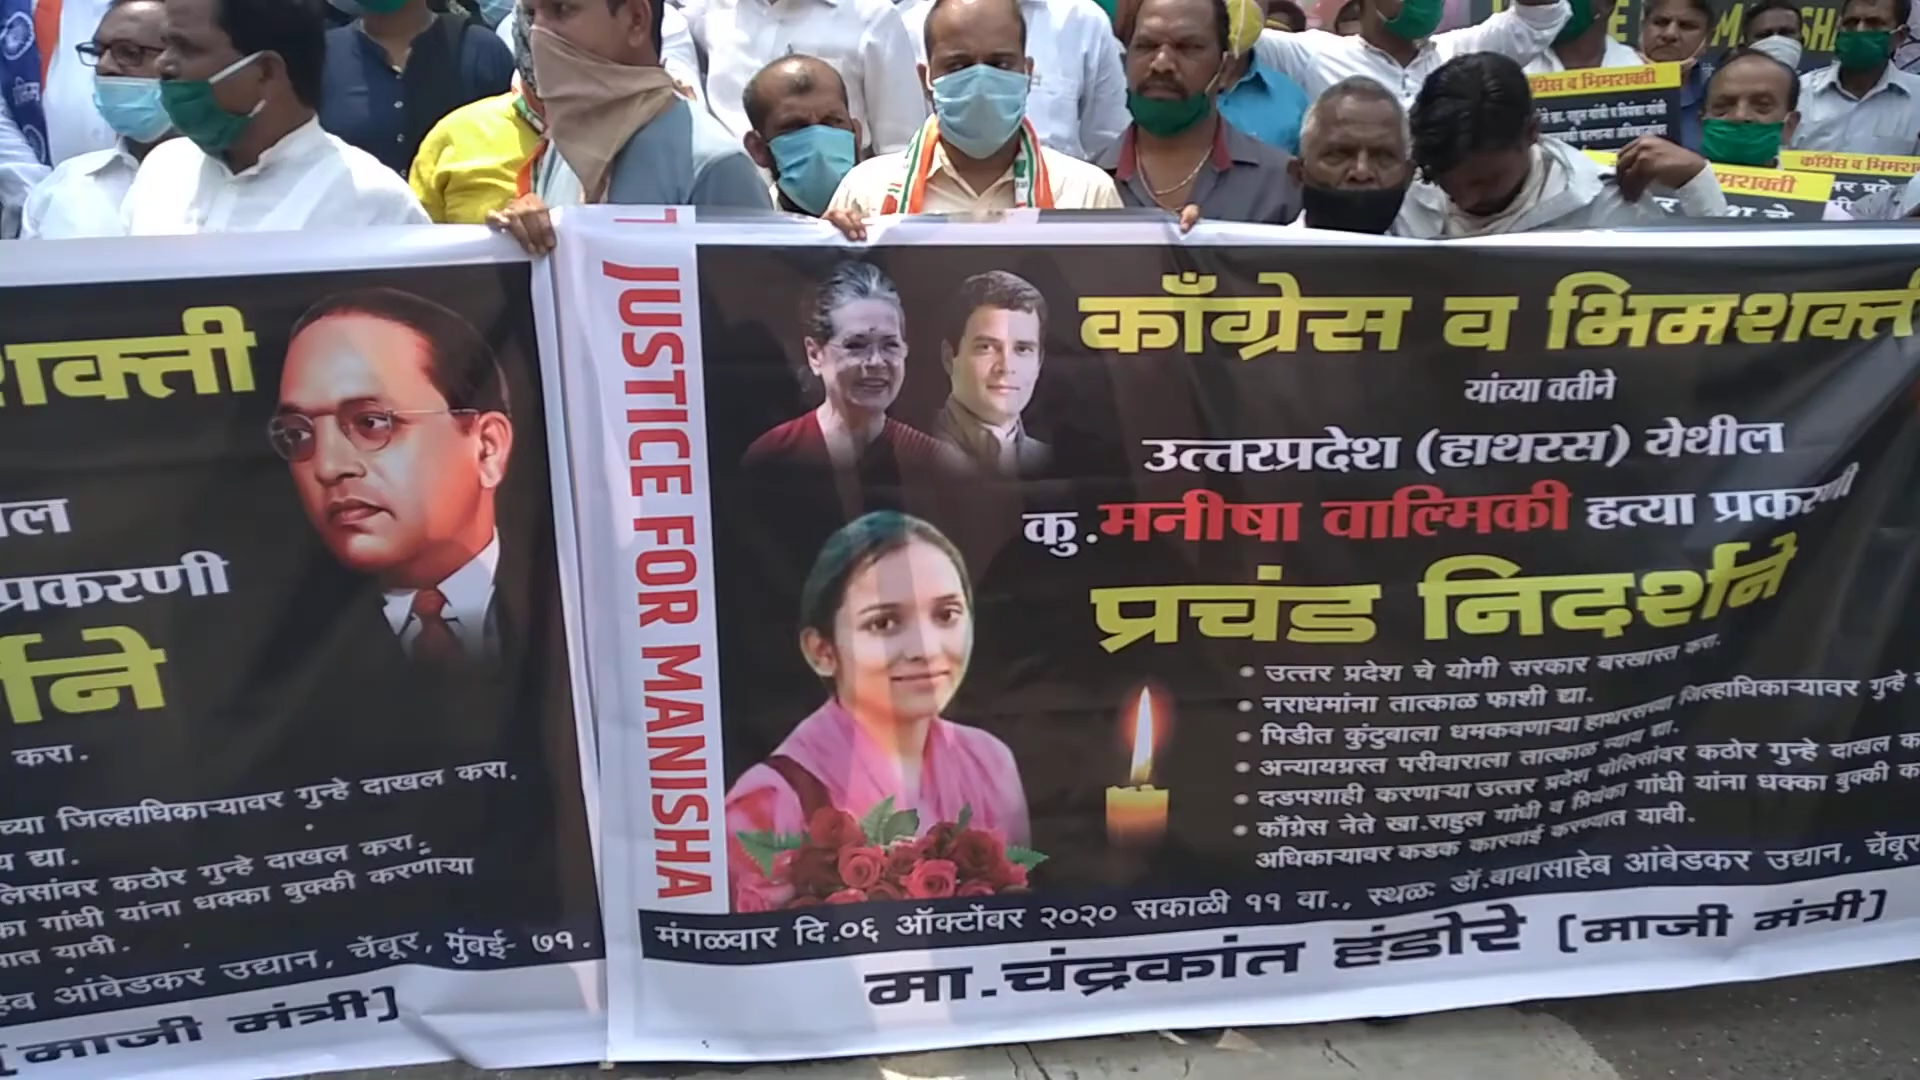 शक्ती
प्रकरणी
करा.
च्या जिल्हाधिकाऱ्यावर गुन्हे दाखल करा.
द्या.
कठोर गुन्हे दाखल करा.
गांधी यांना धक्का बुक्की करणाऱ्या
यावी.
आंबेडकर उद्यान, चेंबूर, मुंबई- ७१.
(माजी मंत्री)
JUSTICE FOR MANISHA
काँग्रेस व भिमशक्ती
यांच्या वतीने
उत्तरप्रदेश (हाथरस) येथील
कु.मनीषा वाल्मिकी हत्या प्रकरणी
प्रचंड निदर्शने
• उत्तर प्रदेश चे योगी सरकार बरखास्त करा.
• नराधमांना तात्काळ फाशी द्या.
• पिडीत कुंटुबाला धमकवणाऱ्या हाथरसच्या जिल्हाधिकाऱ्यावर गुन्हे
• अन्यायग्रस्त परीवाराला तात्काळ न्याय द्या.
• दडपशाही करणाऱ्या उत्तर प्रदेश पोलिसांवर कठोर गुन्हे दाखल
• काँग्रेस नेते खा.राहुल गांधी व प्रियंका गांधी यांना धक्का बुक्की
अधिकाऱ्यावर कडक कारवाई करण्यात यावी.
मंगळवार दि.०६ ऑक्टोंबर २०२० सकाळी ११ वा., स्थळ: डॉ.बाबासाहेब आंबेडकर उद्यान, चेंबूर
मा.चंद्रकांत हंडोरे (माजी मंत्री)
व भिमशक्ती
काँग्रेस व